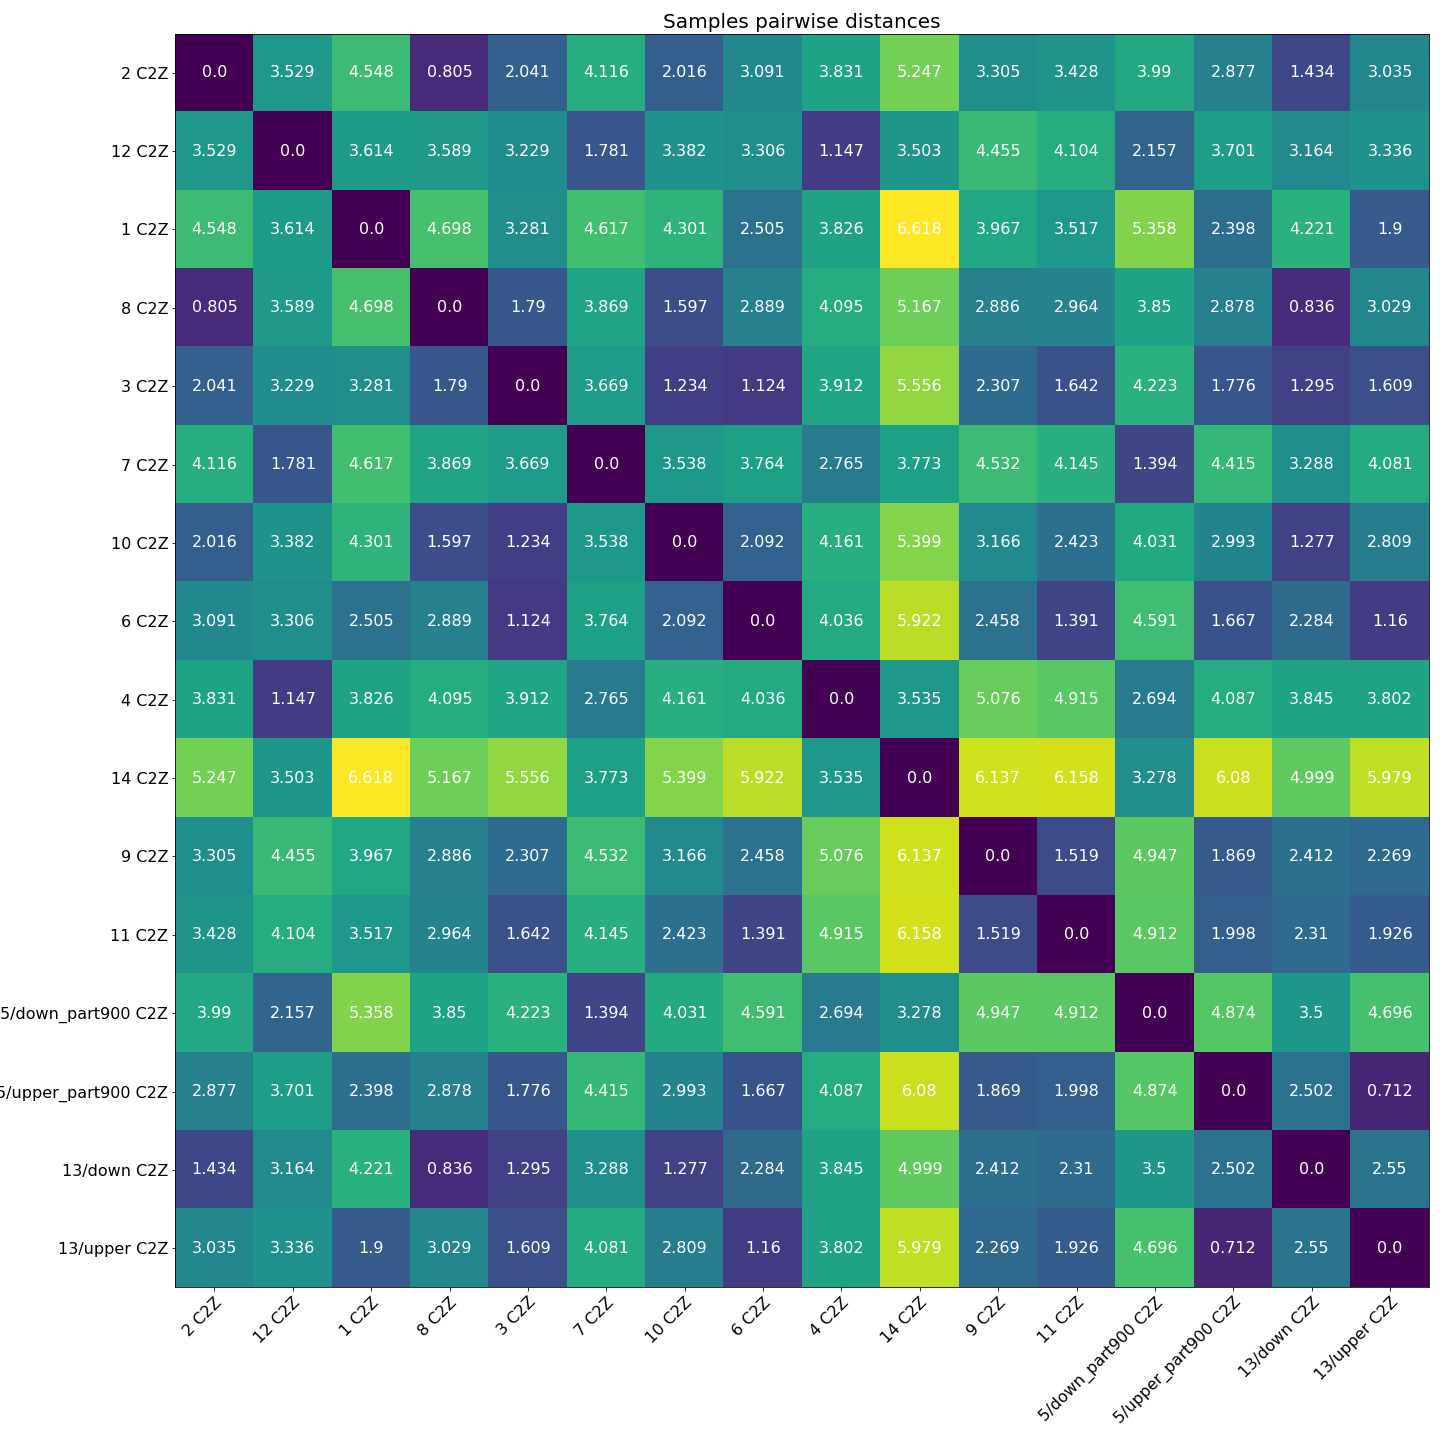 Samples pairwise distances
2 C2Z 0.0 3.529 4.548 0.805 2.041 4.116 2.016 3.091 3.831 5.247 3.305 3.428 3.99 2.877 1.434 3.035
12 C2Z 3.529 0.0 3.614 3.589 3.229 1.781 3.382 3.306 1.147 3.503 4.455 4.104 2.157 3.701 3.164 3.336
1 C2Z 4.548 3.614 0.0 4.698 3.281 4.617 4.301 2.505 3.826 6.618 3.967 3.517 5.358 2.398 4.221 1.9
8 C2Z 0.805 3.589 4.698 0.0 1.79 3.869 1.597 2.889 4.095 5.167 2.886 2.964 3.85 2.878 0.836 3.029
3 C2Z 2.041 3.229 3.281 1.79 0.0 3.669 1.234 1.124 3.912 5.556 2.307 1.642 4.223 1.776 1.295 1.609
7 C2Z 4.116 1.781 4.617 3.869 3.669 0.0 3.538 3.764 2.765 3.773 4.532 4.145 1.394 4.415 3.288 4.081
10 C2Z 2.016 3.382 4.301 1.597 1.234 3.538 0.0 2.092 4.161 5.399 3.166 2.423 4.031 2.993 1.277 2.809
6 C2Z 3.091 3.306 2.505 2.889 1.124 3.764 2.092 0.0 4.036 5.922 2.458 1.391 4.591 1.667 2.284 1.16
4 C2Z 3.831 1.147 3.826 4.095 3.912 2.765 4.161 4.036 0.0 3.535 5.076 4.915 2.694 4.087 3.845 3.802
14 C2Z 5.247 3.503 6.618 5.167 5.556 3.773 5.399 5.922 3.535 0.0 6.137 6.158 3.278 6.08 4.999 5.979
9 C2Z 3.305 4.455 3.967 2.886 2.307 4.532 3.166 2.458 5.076 6.137 0.0 1.519 4.947 1.869 2.412 2.269
11 C2Z 3.428 4.104 3.517 2.964 1.642 4.145 2.423 1.391 4.915 6.158 1.519 0.0 4.912 1.998 2.31 1.926
5/down_part900 C2Z 3.99 2.157 5.358 3.85 4.223 1.394 4.031 4.591 2.694 3.278 4.947 4.912 0.0 4.874 3.5 4.696
5/upper_part900 C2Z 2.877 3.701 2.398 2.878 1.776 4.415 2.993 1.667 4.087 6.08 1.869 1.998 4.874 0.0 2.502 0.712
13/down C2Z 1.434 3.164 4.221 0.836 1.295 3.288 1.277 2.284 3.845 4.999 2.412 2.31 3.5 2.502 0.0 2.55
13/upper C2Z 3.035 3.336 1.9 3.029 1.609 4.081 2.809 1.16 3.802 5.979 2.269 1.926 4.696 0.712 2.55 0.0
2 C2Z 12 C2Z 1 C2Z 8 C2Z 3 C2Z 7 C2Z 10 C2Z 6 C2Z 4 C2Z 14 C2Z 9 C2Z 11 C2Z 5/down_part900 C2Z 5/upper_part900 C2Z 13/down C2Z 13/upper C2Z